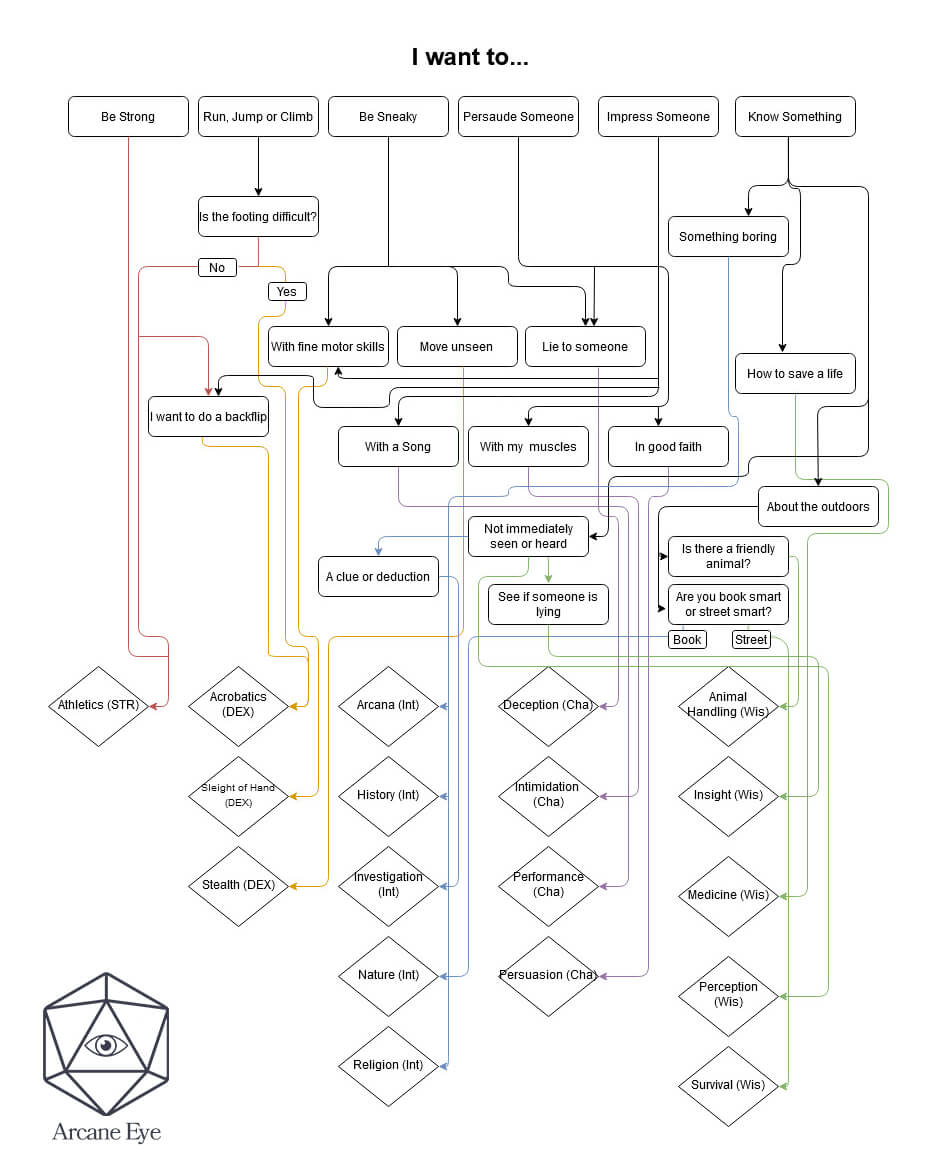 I want to...
Be Strong
Run, Jump or Climb
Be Sneaky
Persaude Someone
Impress Someone
Know Something
Is the footing difficult?
Something boring
No
Yes
With fine motor skills
Move unseen
Lie to someone
How to save a life
I want to do a backflip
With a Song
With my muscles
In good faith
About the outdoors
Not immediately
seen or heard
Is there a friendly
animal?
A clue or deduction
See if someone is
lying
Are you book smart
or street smart?
Book
Street
Athletics (STR)
Acrobatics
(DEX)
Arcana (Int)
Deception (Cha)
Animal
Handling (Wis)
Sleight of Hand
(DEX)
History (Int)
Intimidation
(Cha)
Insight (Wis)
Stealth (DEX)
Investigation
(Int)
Performance
(Cha)
Medicine (Wis)
Nature (Int)
Persuasion (Cha)
Perception
(Wis)
Religion (Int)
Survival (Wis)
Arcane Eye